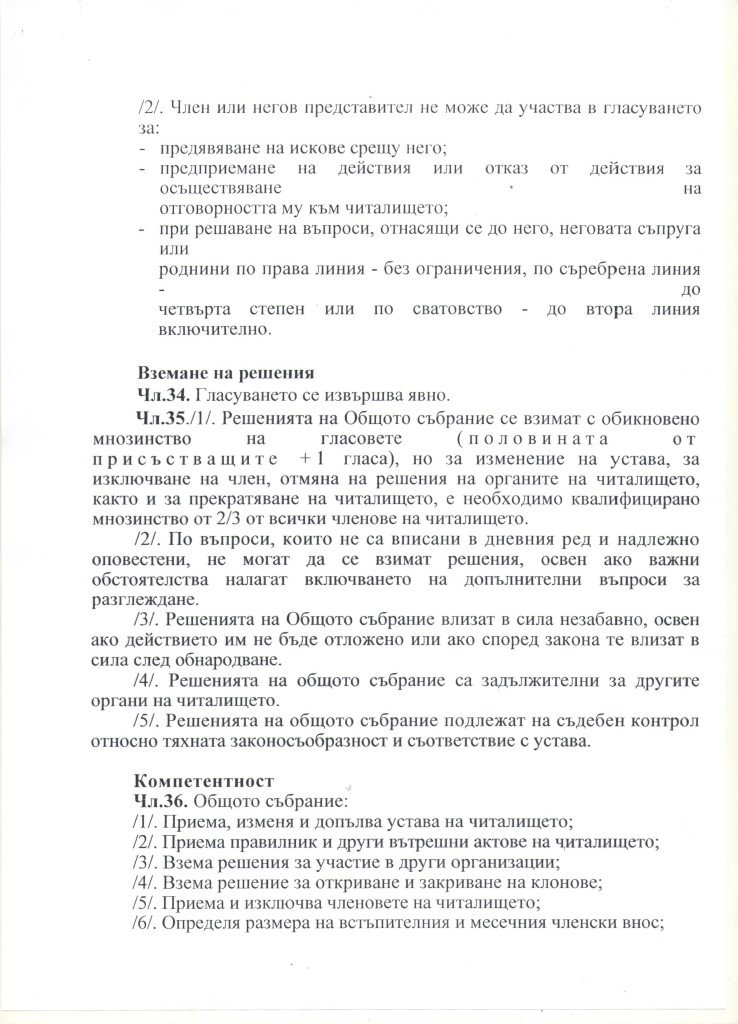 /2/. Член или негов представител не може да участва в гласуването
за:
- предявяване на искове срещу него;
- предприемане на действия или отказ от действия за
осъществяване на
отговорността му към читалището;
- при решаване на въпроси, отнасящи се до него, неговата съпруга
или
роднини по права линия - без ограничения, по съребрена линия
- до
четвърта степен или по сватовство - до втора линия
включително.
Вземане на решения
Чл.34. Гласуването се извършва явно.
Чл.35./1/. Решенията на Общото събрание се взимат с обикновено
мнозинство на гласовете (половината от
присъстващите +1 гласа), но за изменение на устава, за
изключване на член, отмяна на решения на органите на читалището,
както и за прекратяване на читалището, е необходимо квалифицирано
мнозинство от 2/3 от всички членове на читалището.
/2/. По въпроси, които не са вписани в дневния ред и надлежно
оповестени, не могат да се взимат решения, освен ако важни
обстоятелства налагат включването на допълнителни въпроси за
разглеждане.
/3/. Решенията на Общото събрание влизат в сила незабавно, освен
ако действието им не бъде отложено или ако според закона те влизат в
сила след обнародване.
/4/. Решенията на общото събрание са задължителни за другите
органи на читалището.
/5/. Решенията на общото събрание подлежат на съдебен контрол
относно тяхната законосъобразност и съответствие с устава.
Компетентност
Чл.36. Общото събрание:
/1/. Приема, изменя и допълва устава на читалището;
/2/. Приема правилник и други вътрешни актове на читалището;
/3/. Взема решения за участие в други организации;
/4/. Взема решение за откриване и закриване на клонове;
/5/. Приема и изключва членовете на читалището;
/6/. Определя размера на встъпителния и месечния членски внос;